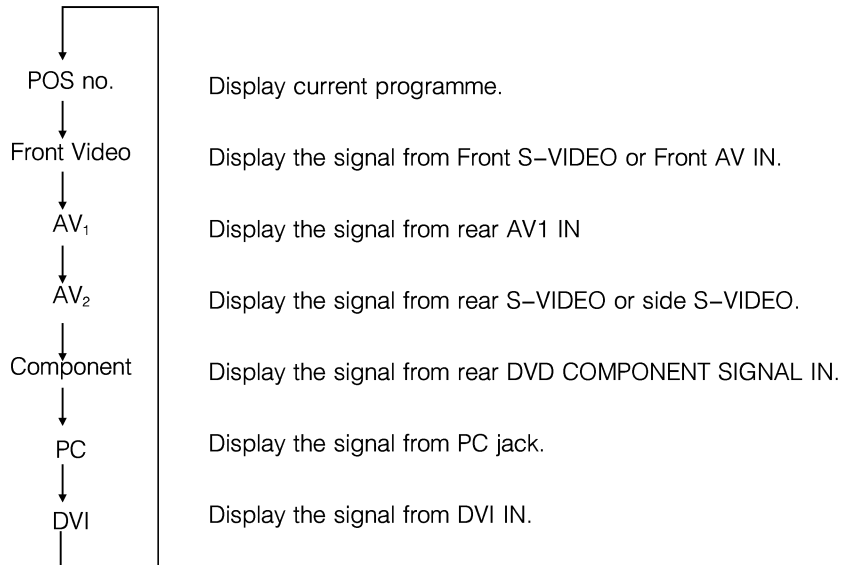 POS no. Display current programme.
Front Video Display the signal from Front S–VIDEO or Front AV IN.
AV₁ Display the signal from rear AV1 IN
AV₂ Display the signal from rear S–VIDEO or side S–VIDEO.
Component Display the signal from rear DVD COMPONENT SIGNAL IN.
PC Display the signal from PC jack.
DVI Display the signal from DVI IN.